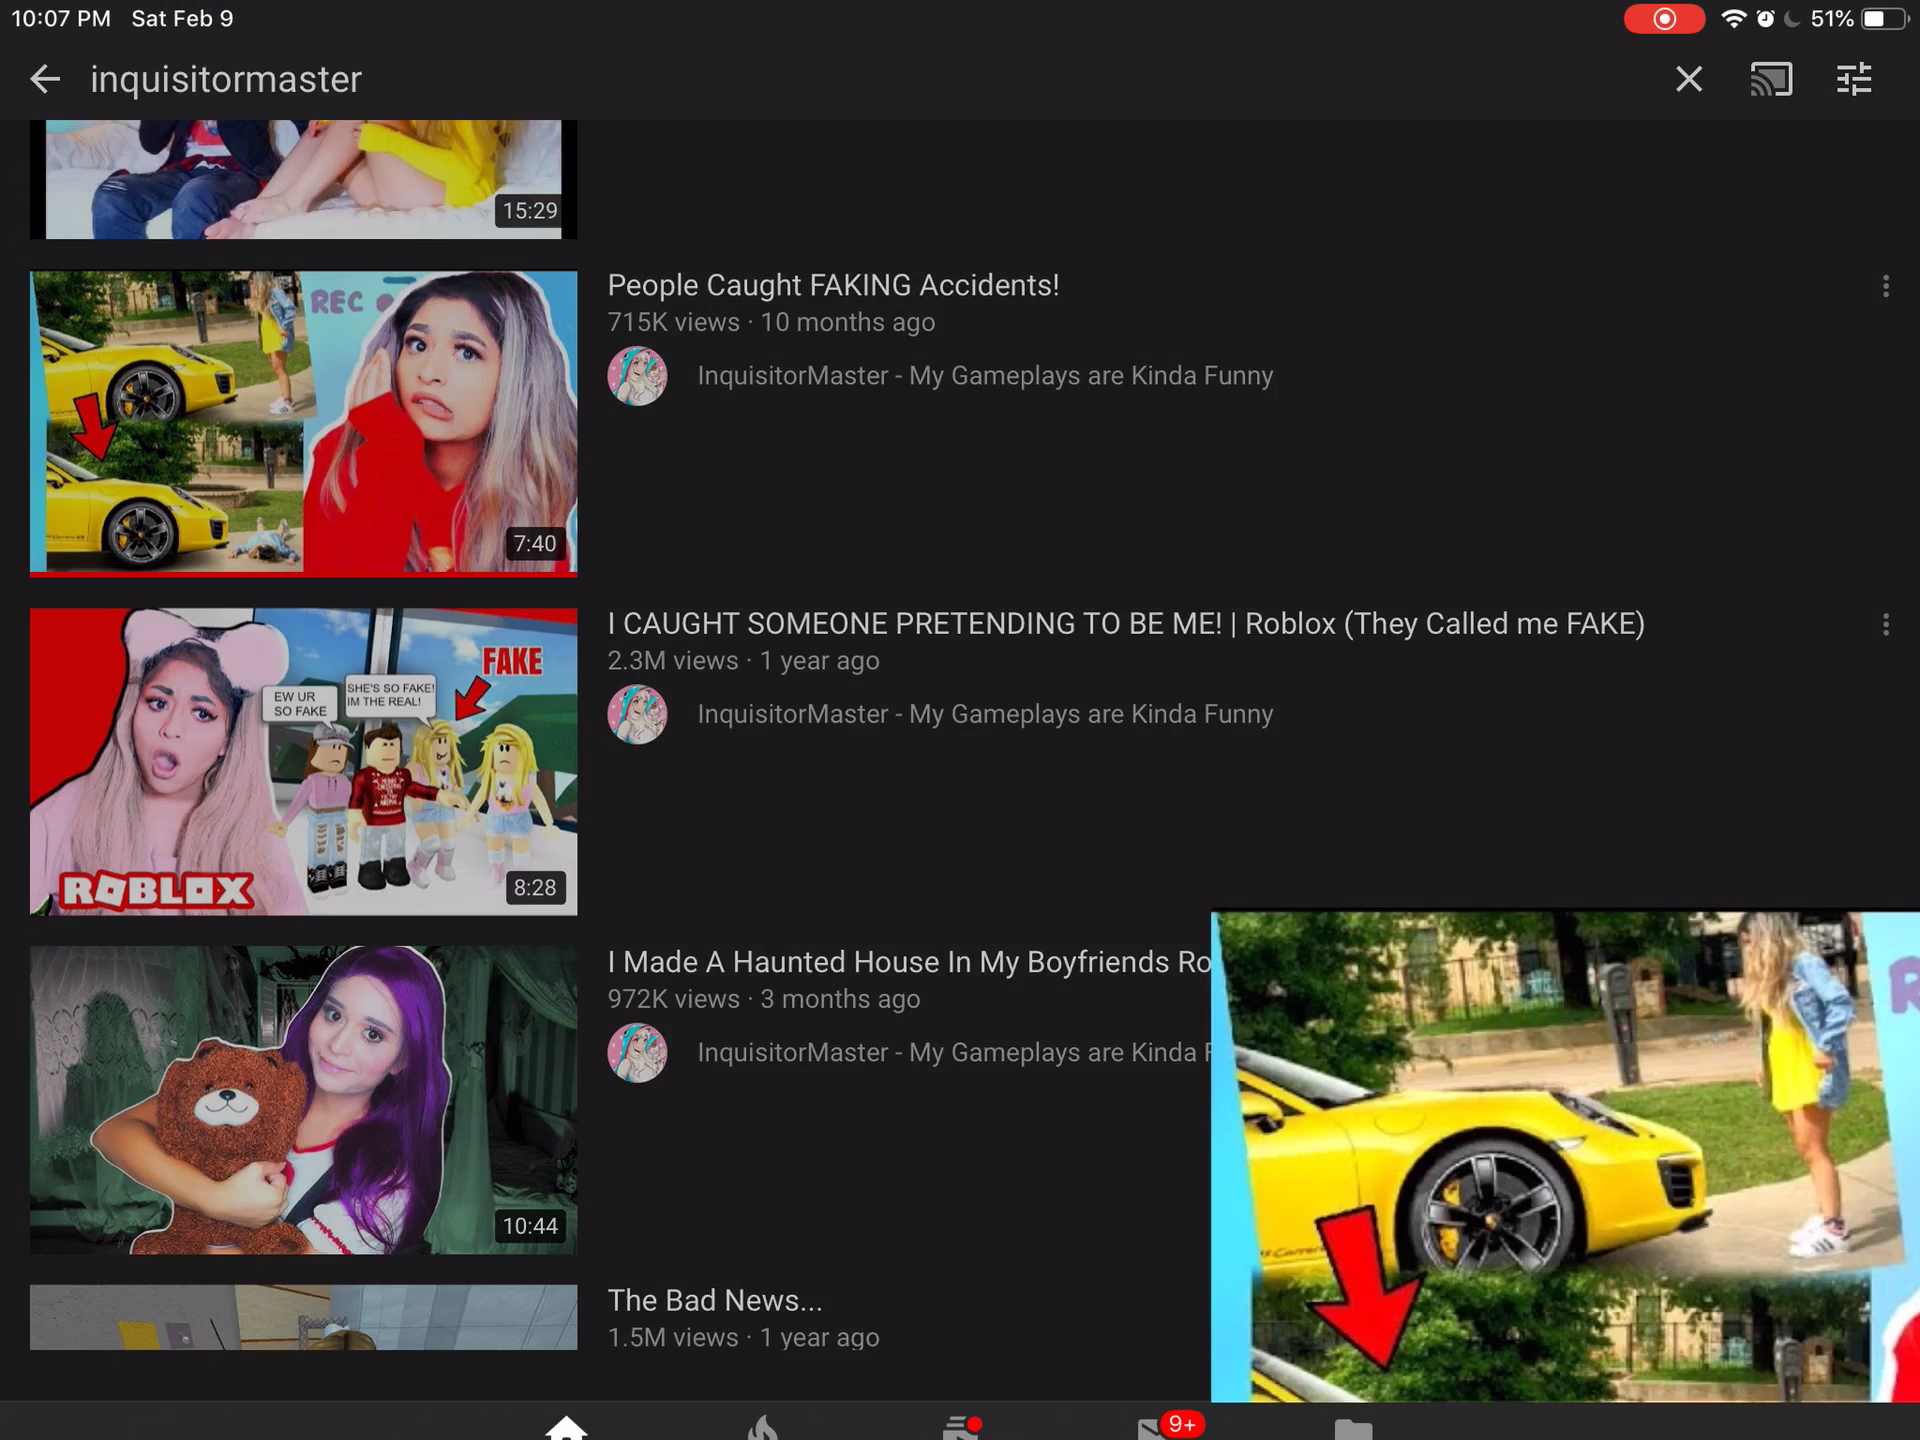 10:07 PM Sat Feb 9
51%
inquisitormaster
15:29
REC
7:40
People Caught FAKING Accidents!
715K views · 10 months ago
InquisitorMaster - My Gameplays are Kinda Funny
FAKE
EW UR
SO FAKE
SHE'S SO FAKE!
IM THE REAL!
ROBLOX
8:28
I CAUGHT SOMEONE PRETENDING TO BE ME! | Roblox (They Called me FAKE)
2.3M views · 1 year ago
InquisitorMaster - My Gameplays are Kinda Funny
10:44
I Made A Haunted House In My Boyfriends Ro
972K views · 3 months ago
InquisitorMaster - My Gameplays are Kinda F
The Bad News...
1.5M views · 1 year ago
R
9+